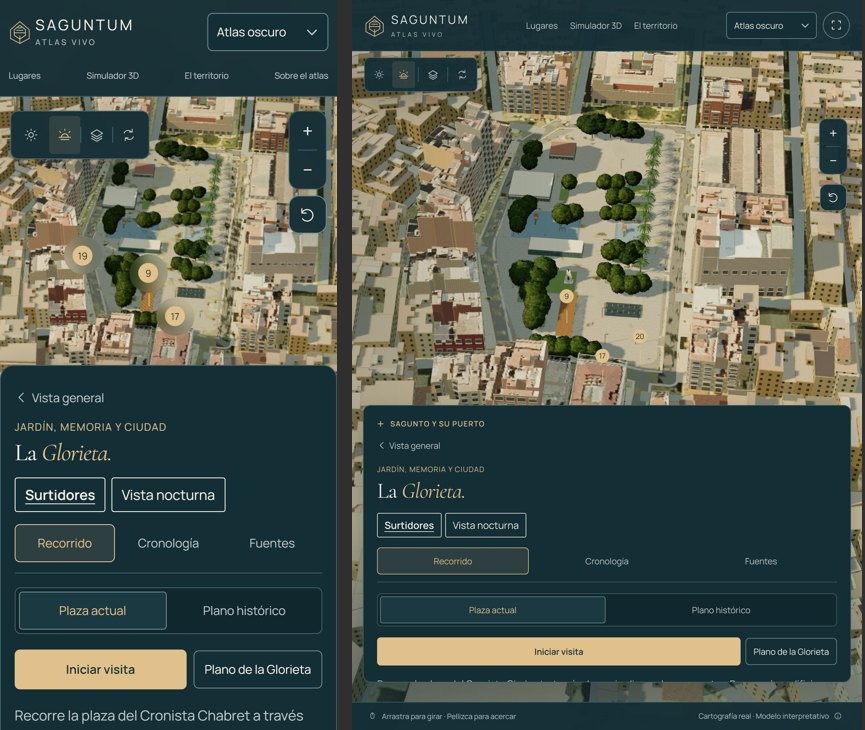 SAGUNTUM
ATLAS VIVO
Atlas oscuro
Lugares
Simulador 3D
El territorio
Sobre el atlas
19
9
17
Vista general
JARDÍN, MEMORIA Y CIUDAD
La Glorieta.
Surtidores
Vista nocturna
Recorrido
Cronología
Fuentes
Plaza actual
Plano histórico
Iniciar visita
Plano de la Glorieta
Recorre la plaza del Cronista Chabret a través
SAGUNTUM
ATLAS VIVO
Lugares
Simulador 3D
El territorio
Atlas oscuro
9
20
17
SAGUNTO Y SU PUERTO
Vista general
JARDÍN, MEMORIA Y CIUDAD
La Glorieta.
Surtidores
Vista nocturna
Recorrido
Cronología
Fuentes
Plaza actual
Plano histórico
Iniciar visita
Plano de la Glorieta
Arrastra para girar · Pellizca para acercar
Cartografía real · Modelo interpretativo